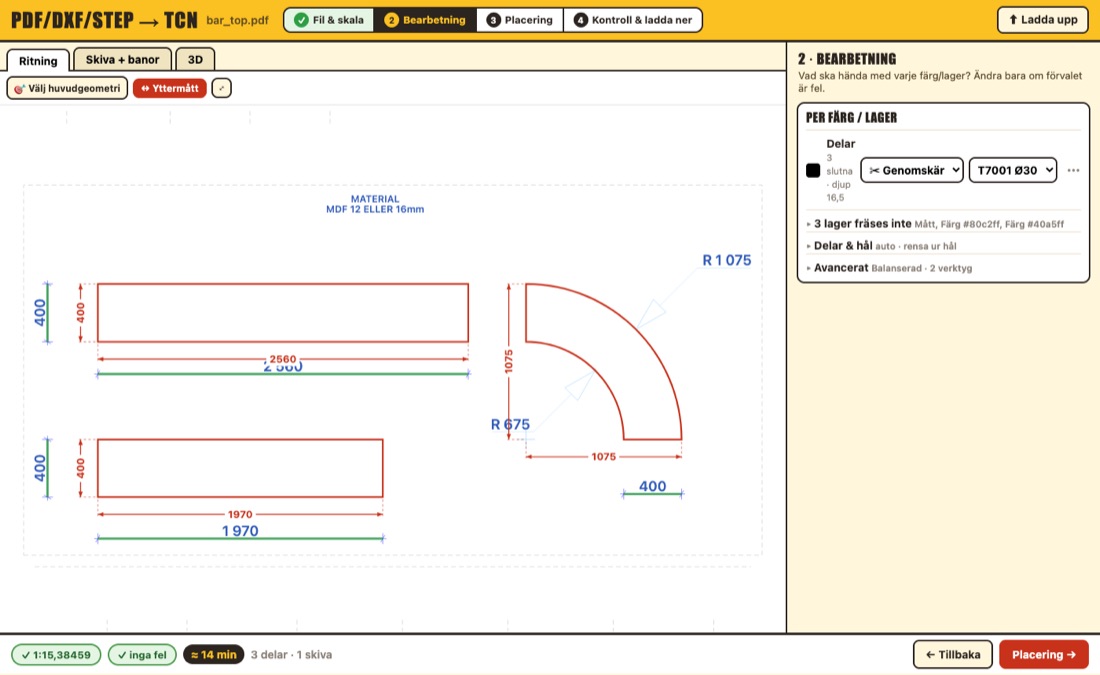 PDF/DXF/STEP → TCN bar_top.pdf ✓ Fil & skala 2 Bearbetning 3 Placering 4 Kontroll & ladda ner ⬆ Ladda upp
Ritning Skiva + banor 3D
🎯 Välj huvudgeometri ↔ Yttermått ⤢
MATERIAL
MDF 12 ELLER 16mm
R 1 075
400 400
2560
2 560
1075
R 675
1075
400 400
400
1970
1 970
2 · BEARBETNING
Vad ska hända med varje färg/lager? Ändra bara om förvalet
är fel.
PER FÄRG / LAGER
Delar
3
slutna
· djup
16,5
✂ Genomskär T7001 Ø30 ···
▸ 3 lager fräses inte Mått, Färg #80c2ff, Färg #40a5ff
▸ Delar & hål auto · rensa ur hål
▸ Avancerat Balanserad · 2 verktyg
✓ 1:15,38459 ✓ inga fel ≈ 14 min 3 delar · 1 skiva ← Tillbaka Placering →